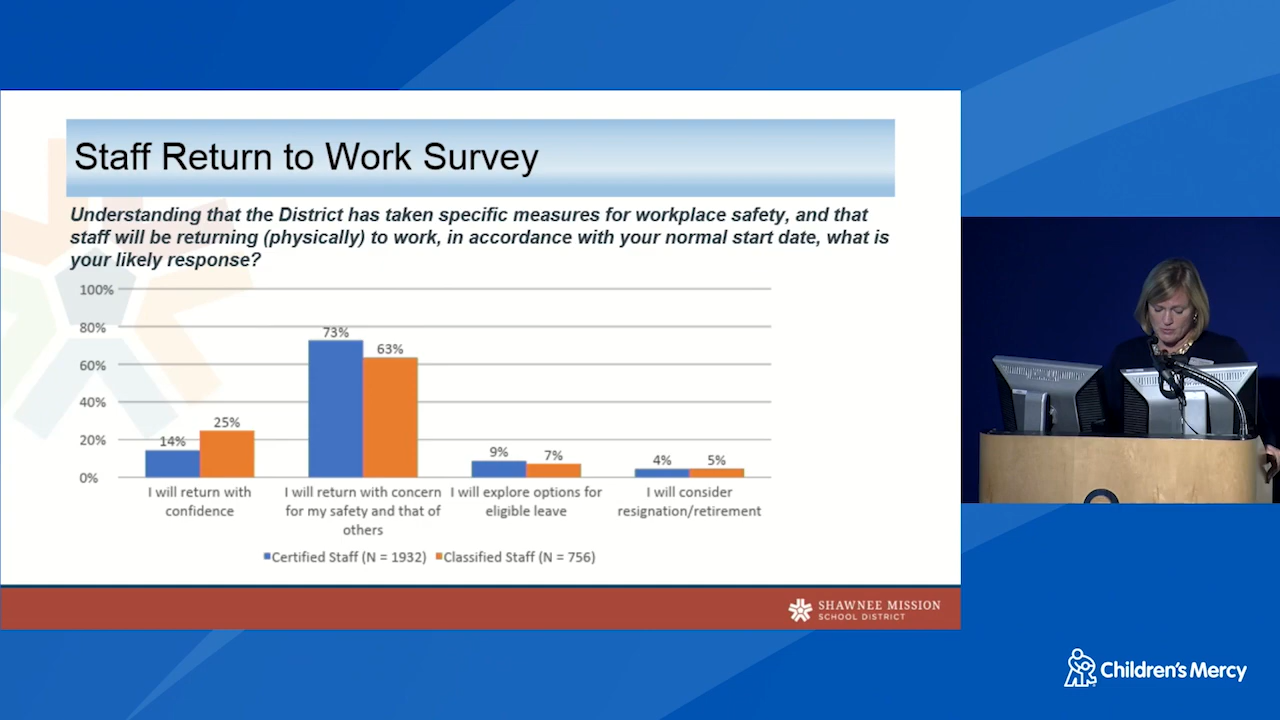 Staff Return to Work Survey
Understanding that the District has taken specific measures for workplace safety, and that
staff will be returning (physically) to work, in accordance with your normal start date, what is
your likely response?
100%
80%
60%
40%
20%
0%
14%
25%
73%
63%
9%
7%
4%
5%
I will return with
confidence
I will return with concern
for my safety and that of
others
I will explore options for
eligible leave
I will consider
resignation/retirement
Certified Staff (N = 1932)
Classified Staff (N = 756)
SHAWNEE MISSION
SCHOOL DISTRICT
Children's Mercy